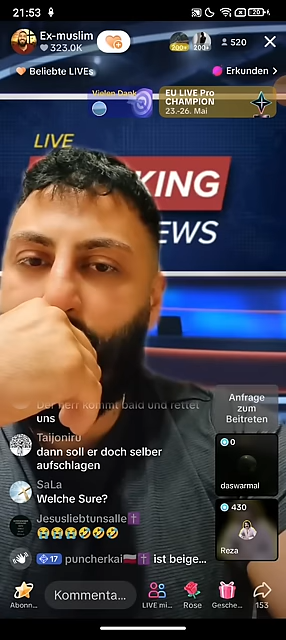 21:53
20
Ex-muslim
323.0K
200+
200+
520
Beliebte LIVEs
Erkunden >
Vielen Dank
EU LIVE Pro
CHAMPION
23.-26. Mai
LIVE
KING
EWS
Der herr kommt bald und rettet
uns
Taijoniru
dann soll er doch selber
aufschlagen
SaLa
Welche Sure?
Jesusliebtunsalle✝️
😭😭😭🤣🤣🤣
17 puncherkai🇵🇱✝️ ist beige...
Anfrage
zum
Beitreten
0
daswarmal
430
Reza
Abonn...
Kommenta...
LIVE mi...
Rose
Gesche...
153